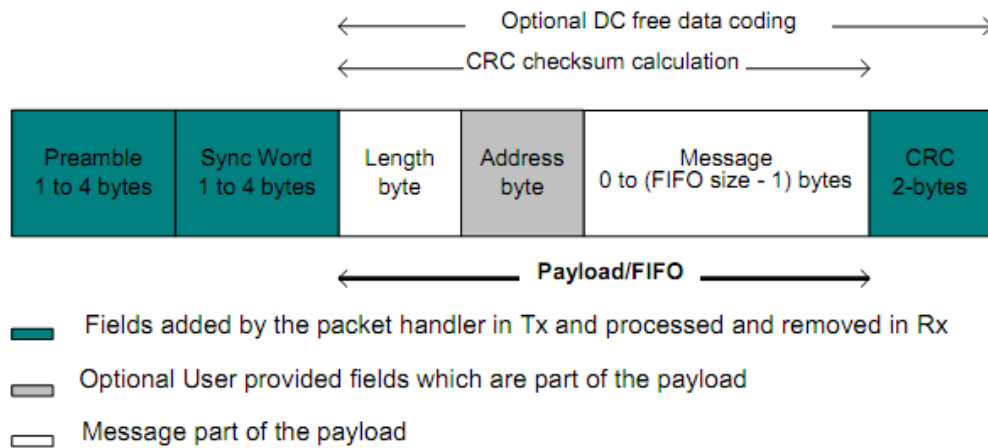 Optional DC free data coding
CRC checksum calculation
Preamble
1 to 4 bytes
Sync Word
1 to 4 bytes
Length
byte
Address
byte
Message
0 to (FIFO size - 1) bytes
CRC
2-bytes
Payload/FIFO
Fields added by the packet handler in Tx and processed and removed in Rx
Optional User provided fields which are part of the payload
Message part of the payload